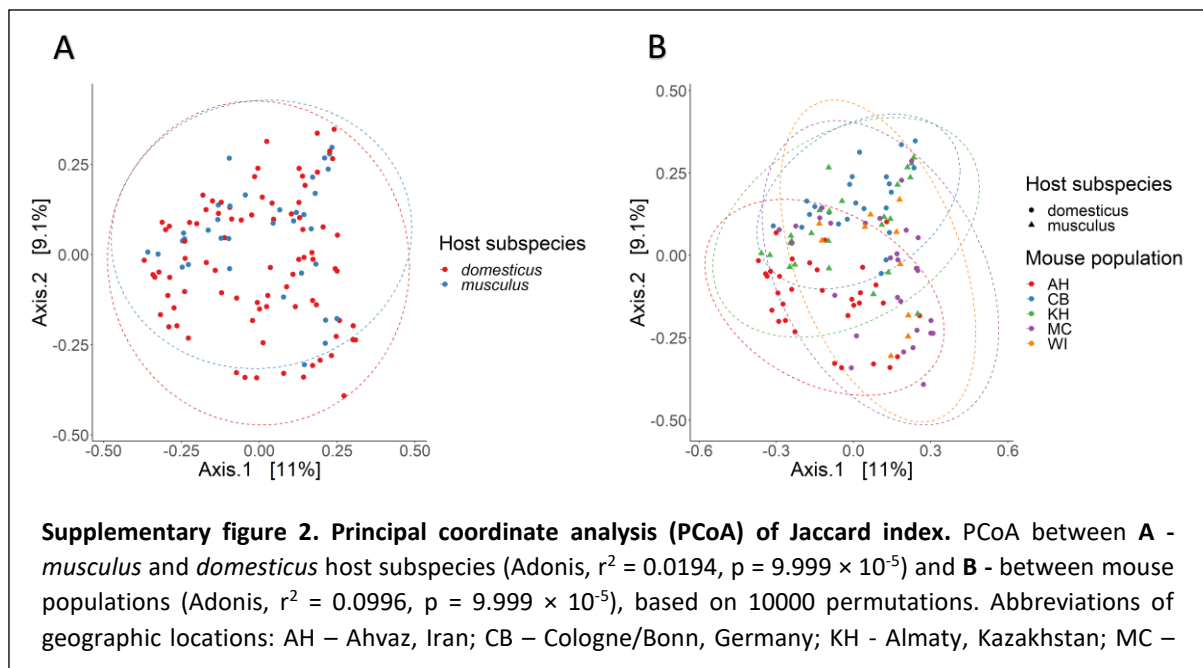 A
B
0.25
0.00
-0.25
-0.50
Axis.2 [9.1%]
-0.50
-0.25
0.00
0.25
0.50
Axis.1 [11%]
Host subspecies
domesticus
musculus
0.50
0.25
0.00
-0.25
-0.50
Axis.2 [9.1%]
-0.6
-0.3
0.0
0.3
0.6
Axis.1 [11%]
Host subspecies
domesticus
musculus
Mouse population
AH
CB
KH
MC
WI
Supplementary figure 2. Principal coordinate analysis (PCoA) of Jaccard index. PCoA between A -
musculus and domesticus host subspecies (Adonis, r² = 0.0194, p = 9.999 × 10⁻⁵) and B - between mouse
populations (Adonis, r² = 0.0996, p = 9.999 × 10⁻⁵), based on 10000 permutations. Abbreviations of
geographic locations: AH – Ahvaz, Iran; CB – Cologne/Bonn, Germany; KH - Almaty, Kazakhstan; MC –